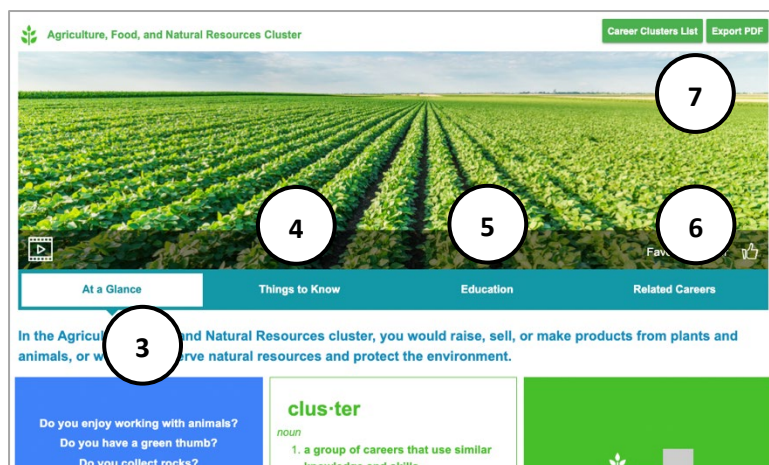 Agriculture, Food, and Natural Resources Cluster
Career Clusters List
Export PDF
7
4
5
6
At a Glance
Things to Know
Education
Related Careers
3
In the and Natural Resources cluster, you would raise, sell, or make products from plants and
animals, or natural resources and protect the environment.
Do you enjoy working with animals?
Do you have a green thumb?
Do you collect rocks?
clus·ter
noun
1. a group of careers that use similar
knowledge and skills